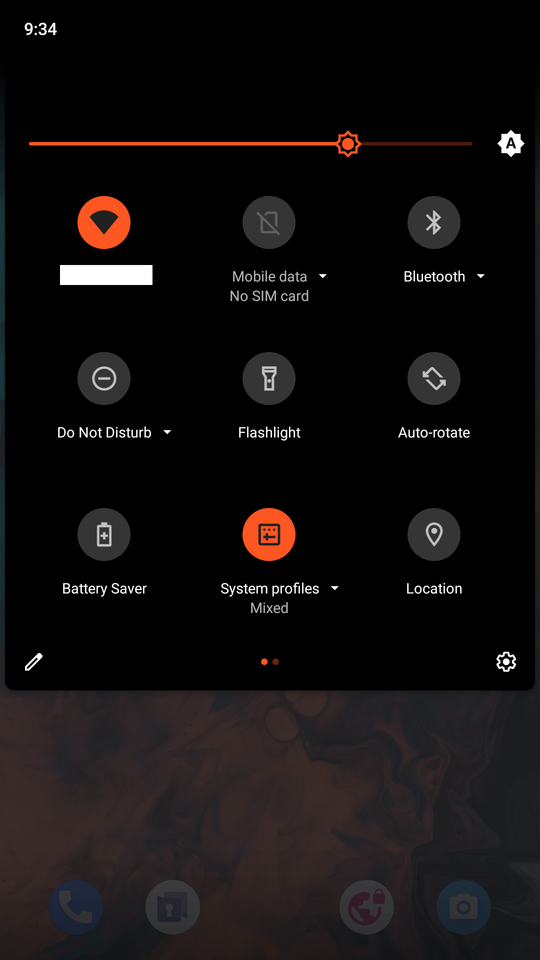 9:34
A
Mobile data
No SIM card
Bluetooth
Do Not Disturb
Flashlight
Auto-rotate
Battery Saver
System profiles
Mixed
Location